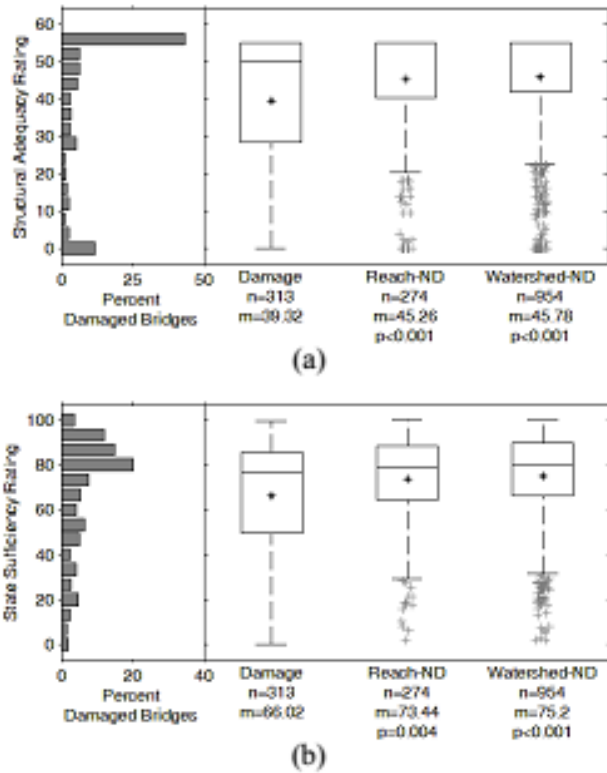 60
50
40
30
20
10
0
Structural Adequacy Rating
0 25 50
Percent
Damaged Bridges
Damage
n=313
m=39.32
Reach-ND
n=274
m=45.26
p<0.001
Watershed-ND
n=954
m=45.78
p<0.001
(a)
100
80
60
40
20
0
State Sufficiency Rating
0 20 40
Percent
Damaged Bridges
Damage
n=313
m=66.02
Reach-ND
n=274
m=73.44
p=0.004
Watershed-ND
n=954
m=75.2
p<0.001
(b)